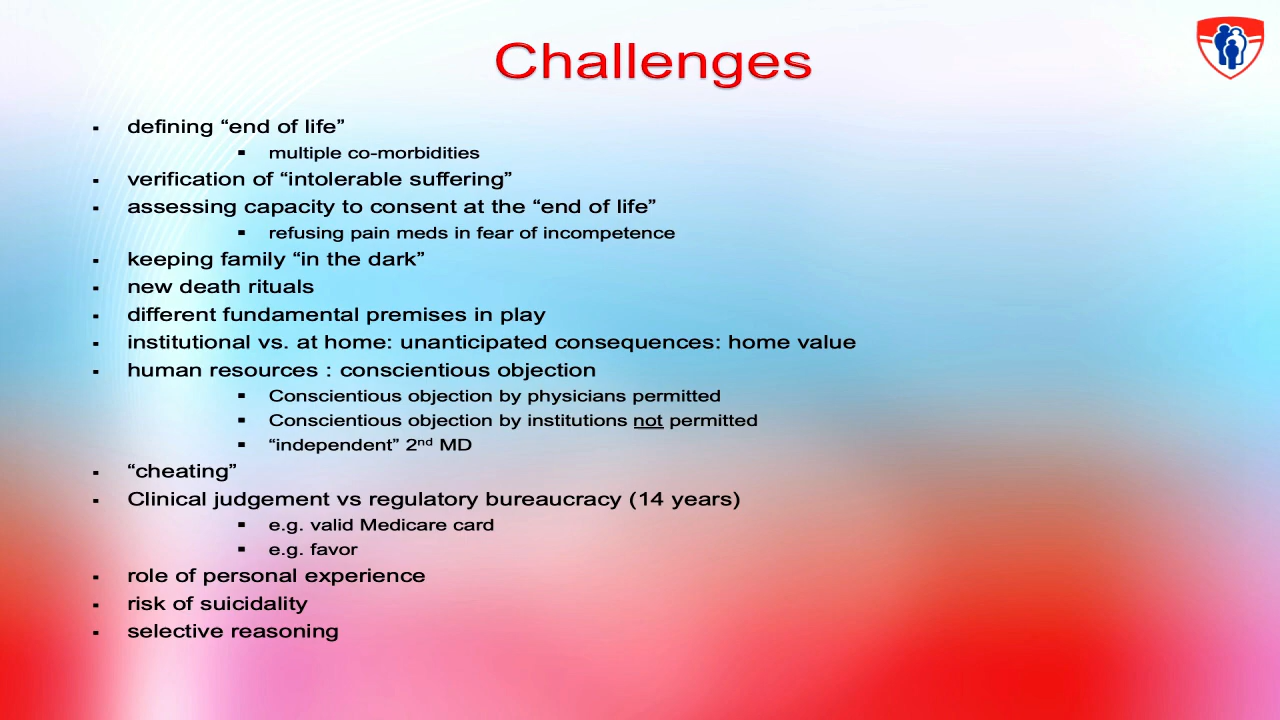 Challenges
▪ defining “end of life”
▪ multiple co-morbidities
▪ verification of “intolerable suffering”
▪ assessing capacity to consent at the “end of life”
▪ refusing pain meds in fear of incompetence
▪ keeping family “in the dark”
▪ new death rituals
▪ different fundamental premises in play
▪ institutional vs. at home: unanticipated consequences: home value
▪ human resources : conscientious objection
▪ Conscientious objection by physicians permitted
▪ Conscientious objection by institutions not permitted
▪ “independent” 2nd MD
▪ “cheating”
▪ Clinical judgement vs regulatory bureaucracy (14 years)
▪ e.g. valid Medicare card
▪ e.g. favor
▪ role of personal experience
▪ risk of suicidality
▪ selective reasoning